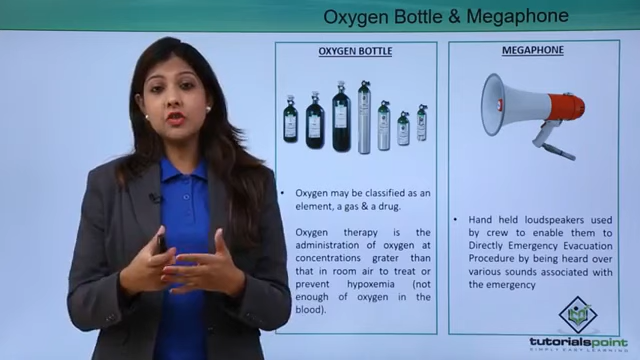 Oxygen Bottle & Megaphone
OXYGEN BOTTLE
• Oxygen may be classified as an
element, a gas & a drug.
Oxygen therapy is the
administration of oxygen at
concentrations grater than
that in room air to treat or
prevent hypoxemia (not
enough of oxygen in the
blood).
MEGAPHONE
• Hand held loudspeakers used
by crew to enable them to
Directly Emergency Evacuation
Procedure by being heard over
various sounds associated with
the emergency
tutorialspoint
SIMPLY EASY LEARNING